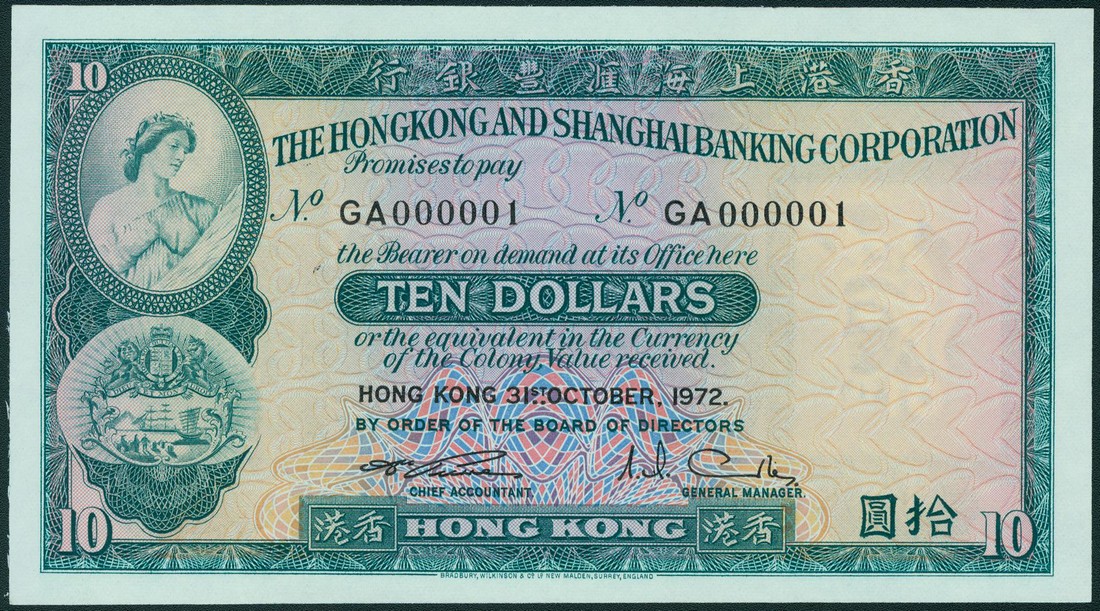 10
香港上海滙豐銀行
THE HONGKONG AND SHANGHAI BANKING CORPORATION
Promises to pay
No GA000001 No GA000001
the Bearer on demand at its Office here
TEN DOLLARS
or the equivalent in the Currency
of the Colony, Value received.
HONG KONG 31ST OCTOBER. 1972.
BY ORDER OF THE BOARD OF DIRECTORS
CHIEF ACCOUNTANT GENERAL MANAGER.
10 香港 HONG KONG 香港 拾圓 10
BRADBURY, WILKINSON & Co Ld NEW MALDEN, SURREY, ENGLAND